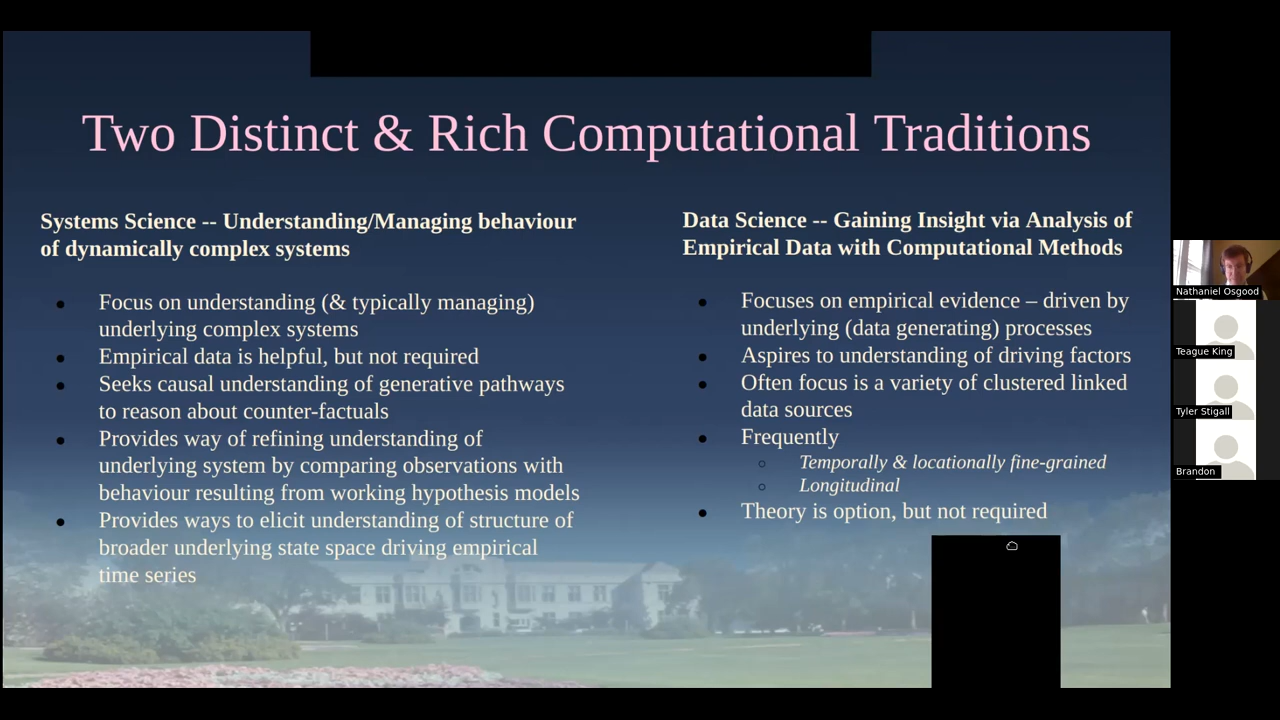 Two Distinct & Rich Computational Traditions
Systems Science -- Understanding/Managing behaviour
of dynamically complex systems
Focus on understanding (& typically managing)
underlying complex systems
Empirical data is helpful, but not required
Seeks causal understanding of generative pathways
to reason about counter-factuals
Provides way of refining understanding of
underlying system by comparing observations with
behaviour resulting from working hypothesis models
Provides ways to elicit understanding of structure of
broader underlying state space driving empirical
time series
Data Science -- Gaining Insight via Analysis of
Empirical Data with Computational Methods
Focuses on empirical evidence – driven by
underlying (data generating) processes
Aspires to understanding of driving factors
Often focus is a variety of clustered linked
data sources
Frequently
Temporally & locationally fine-grained
Longitudinal
Theory is option, but not required
Nathaniel Osgood
Teague King
Tyler Stigall
Brandon